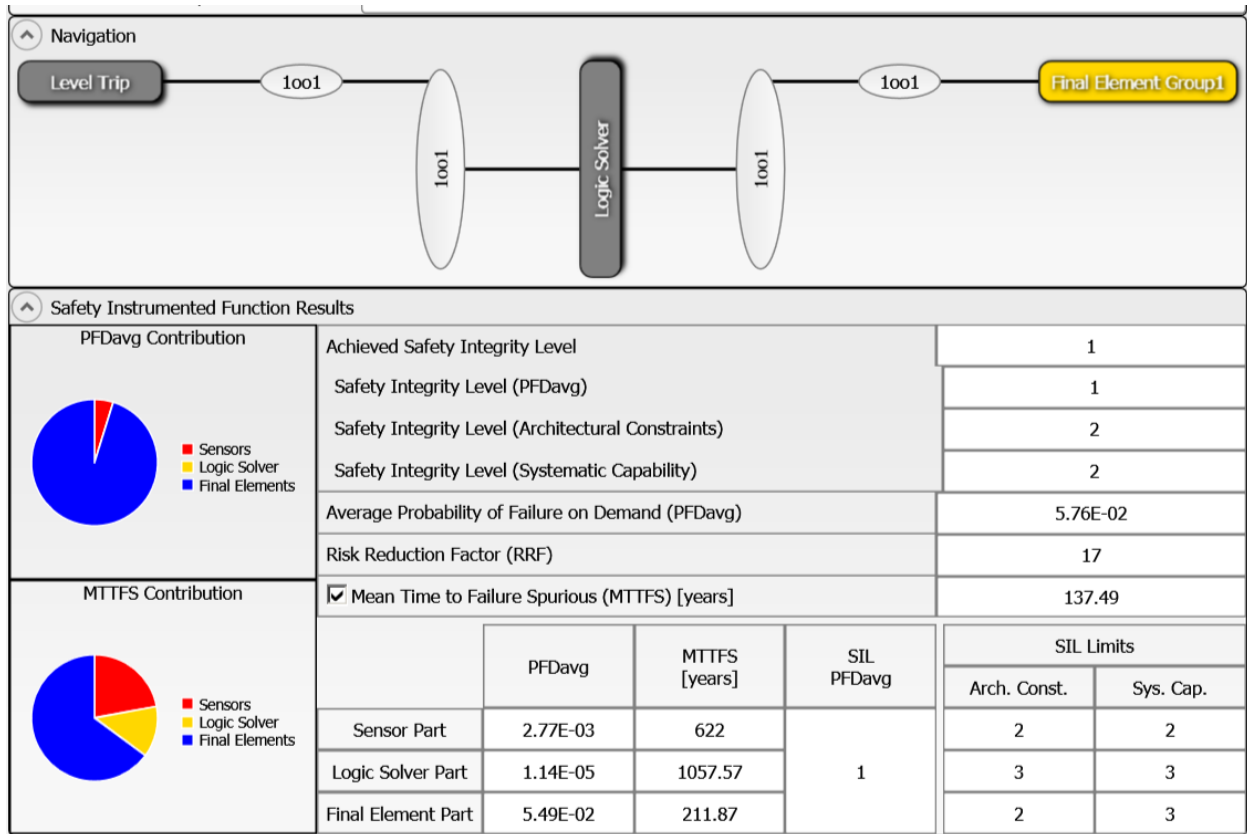 Navigation
Level Trip
1oo1
1oo1
Logic Solver
1oo1
1oo1
Final Element Group1
Safety Instrumented Function Results
PFDavg Contribution
Sensors
Logic Solver
Final Elements
Achieved Safety Integrity Level 1
Safety Integrity Level (PFDavg) 1
Safety Integrity Level (Architectural Constraints) 2
Safety Integrity Level (Systematic Capability) 2
Average Probability of Failure on Demand (PFDavg) 5.76E-02
Risk Reduction Factor (RRF) 17
MTTFS Contribution
Sensors
Logic Solver
Final Elements
Mean Time to Failure Spurious (MTTFS) [years] 137.49
PFDavg
MTTFS
[years]
SIL
PFDavg
SIL Limits
Arch. Const. Sys. Cap.
Sensor Part 2.77E-03 622 2 2
Logic Solver Part 1.14E-05 1057.57 1 3 3
Final Element Part 5.49E-02 211.87 2 3